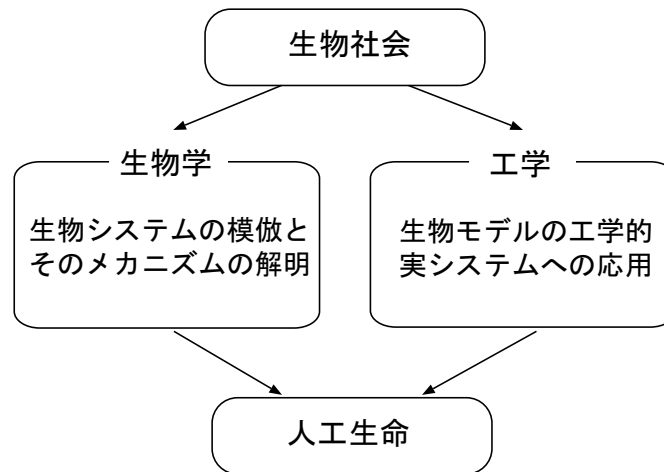 生物社会
生物学
生物システムの模倣と
そのメカニズムの解明
工学
生物モデルの工学的
実システムへの応用
人工生命